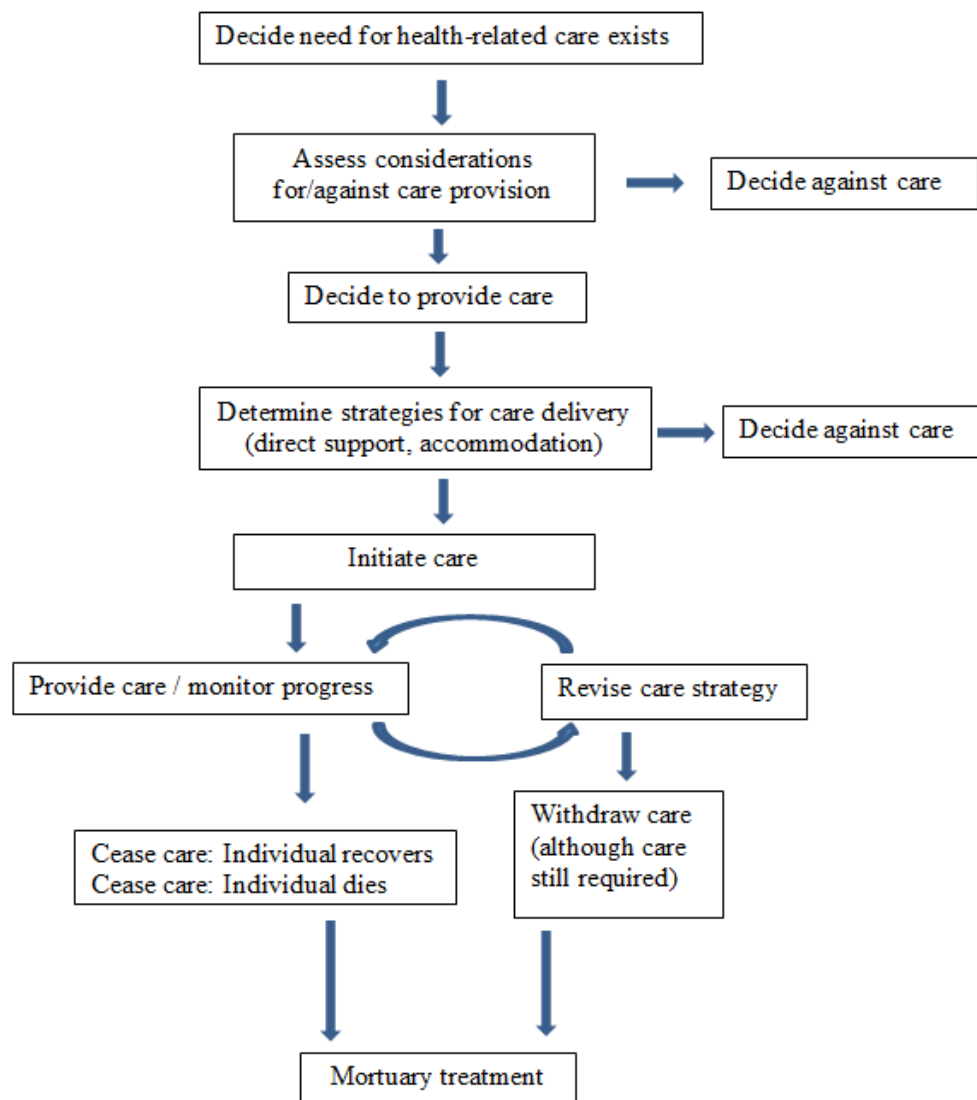 Decide need for health-related care exists
Assess considerations
for/against care provision
Decide against care
Decide to provide care
Determine strategies for care delivery
(direct support, accommodation)
Decide against care
Initiate care
Provide care / monitor progress
Revise care strategy
Cease care: Individual recovers
Cease care: Individual dies
Withdraw care
(although care
still required)
Mortuary treatment